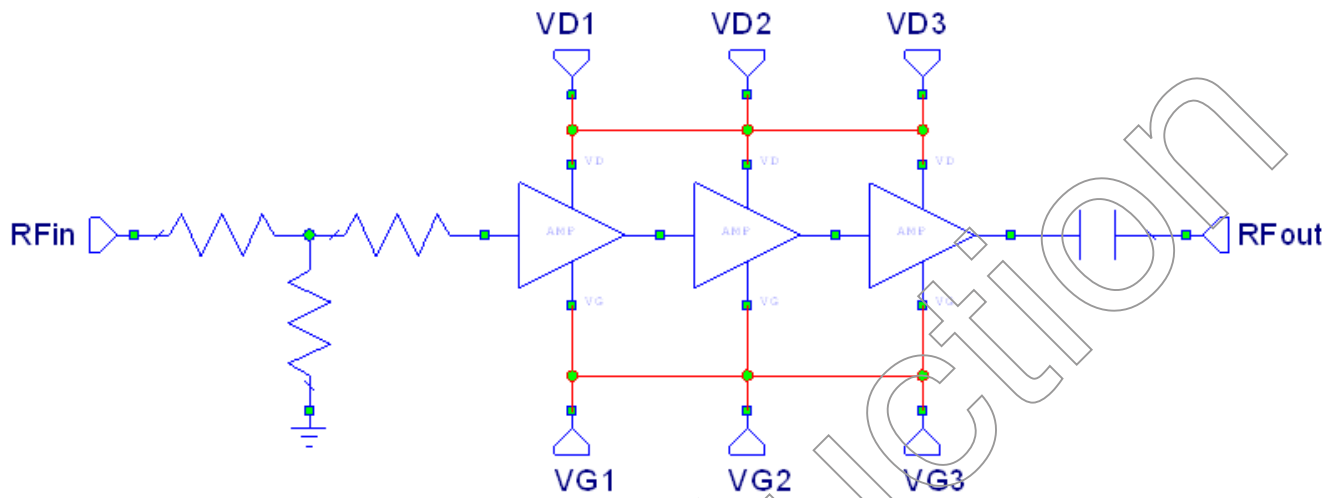 VD1 VD2 VD3
VD VD VD
RFin AMP AMP AMP RFout
VG VG VG
VG1 VG2 VG3
ction